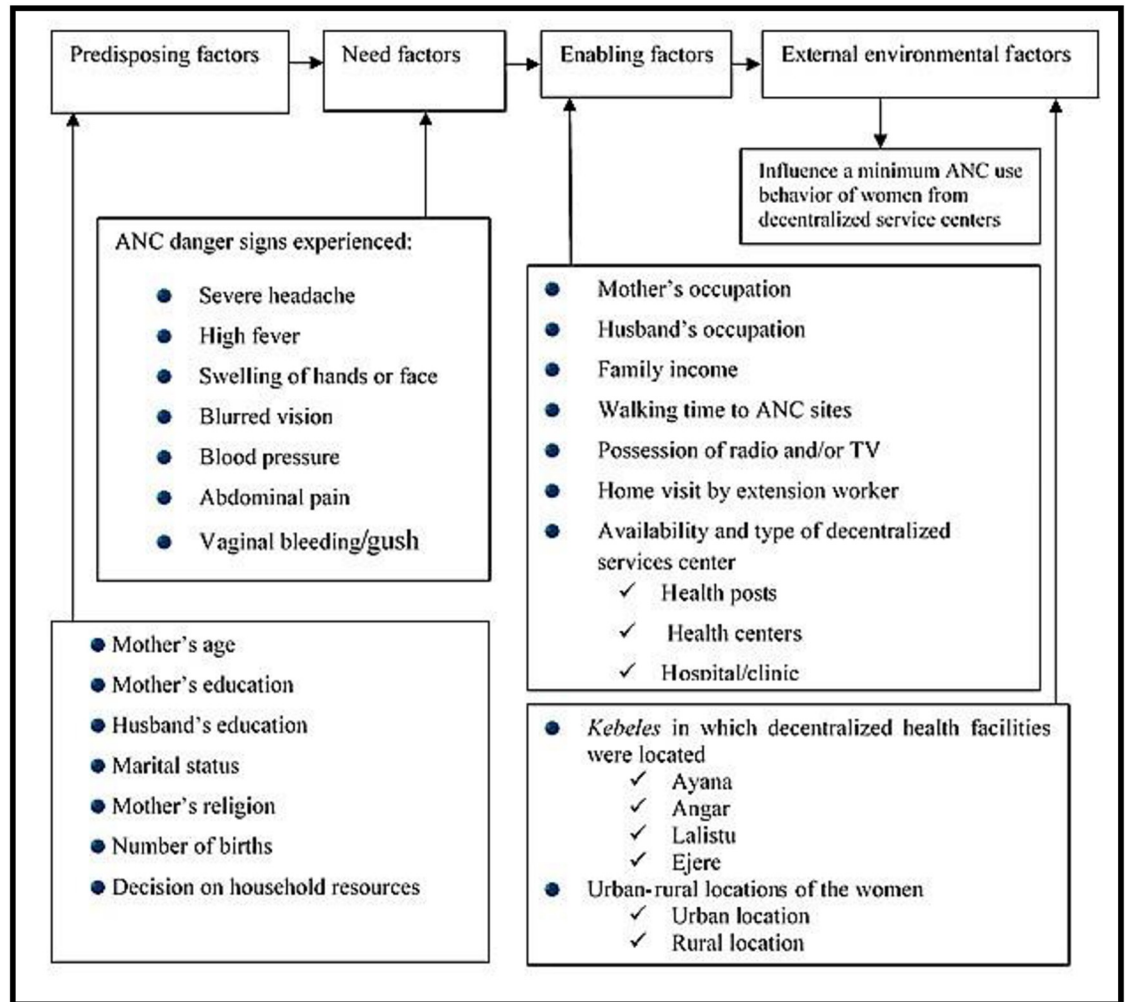 Predisposing factors
Need factors
Enabling factors
External environmental factors
Influence a minimum ANC use
behavior of women from
decentralized service centers
ANC danger signs experienced:
Severe headache
High fever
Swelling of hands or face
Blurred vision
Blood pressure
Abdominal pain
Vaginal bleeding/gush
Mother's occupation
Husband's occupation
Family income
Walking time to ANC sites
Possession of radio and/or TV
Home visit by extension worker
Availability and type of decentralized
services center
Health posts
Health centers
Hospital/clinic
Mother's age
Mother's education
Husband's education
Marital status
Mother's religion
Number of births
Decision on household resources
Kebeles in which decentralized health facilities
were located
Ayana
Angar
Lalistu
Ejere
Urban-rural locations of the women
Urban location
Rural location